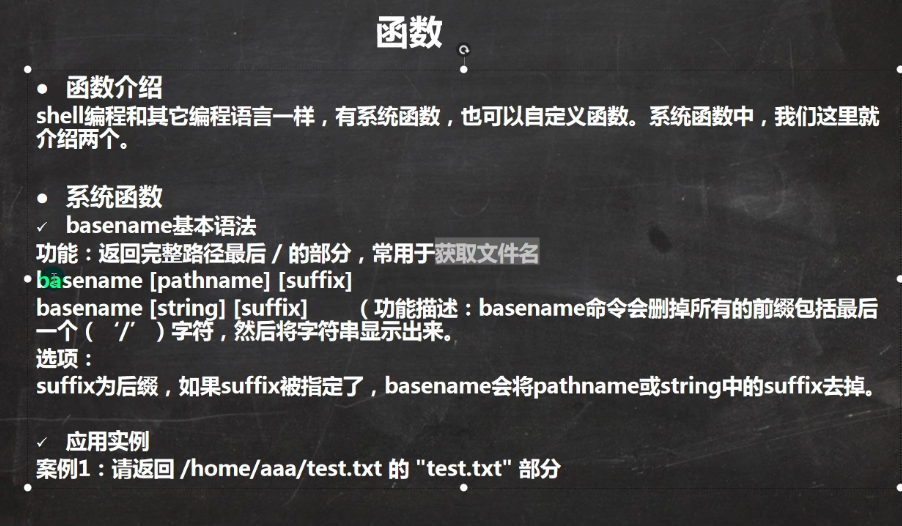 函数
● 函数介绍
shell编程和其它编程语言一样，有系统函数，也可以自定义函数。系统函数中，我们这里就
介绍两个。
● 系统函数
✓ basename基本语法
功能：返回完整路径最后 / 的部分，常用于获取文件名
basename [pathname] [suffix]
basename [string] [suffix] （功能描述：basename命令会删掉所有的前缀包括最后
一个（‘/’）字符，然后将字符串显示出来。
选项：
suffix为后缀，如果suffix被指定了，basename会将pathname或string中的suffix去掉。
✓ 应用实例
案例1：请返回 /home/aaa/test.txt 的 "test.txt" 部分